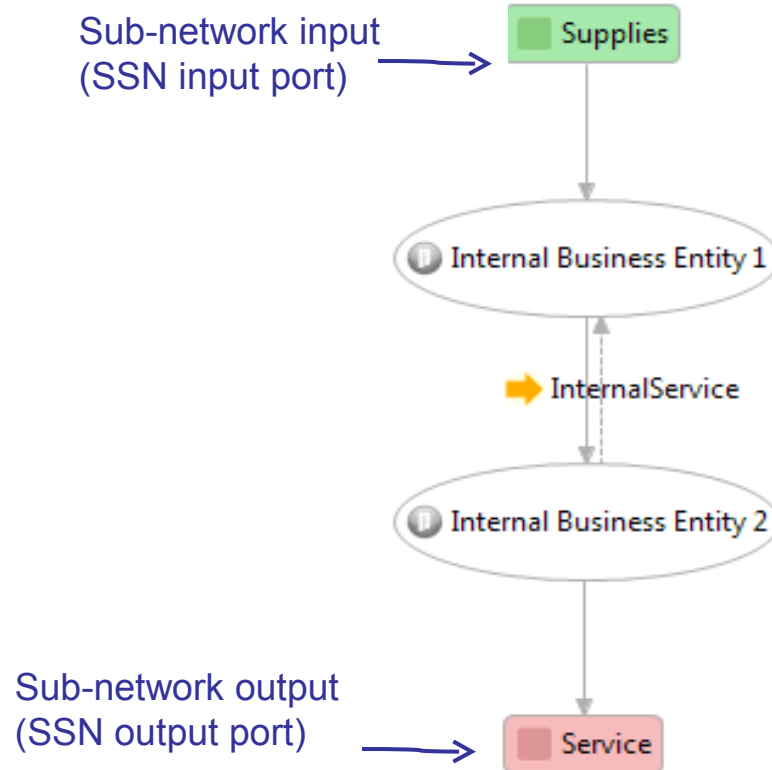 Sub-network input
(SSN input port)
Supplies
Internal Business Entity 1
InternalService
Internal Business Entity 2
Sub-network output
(SSN output port)
Service